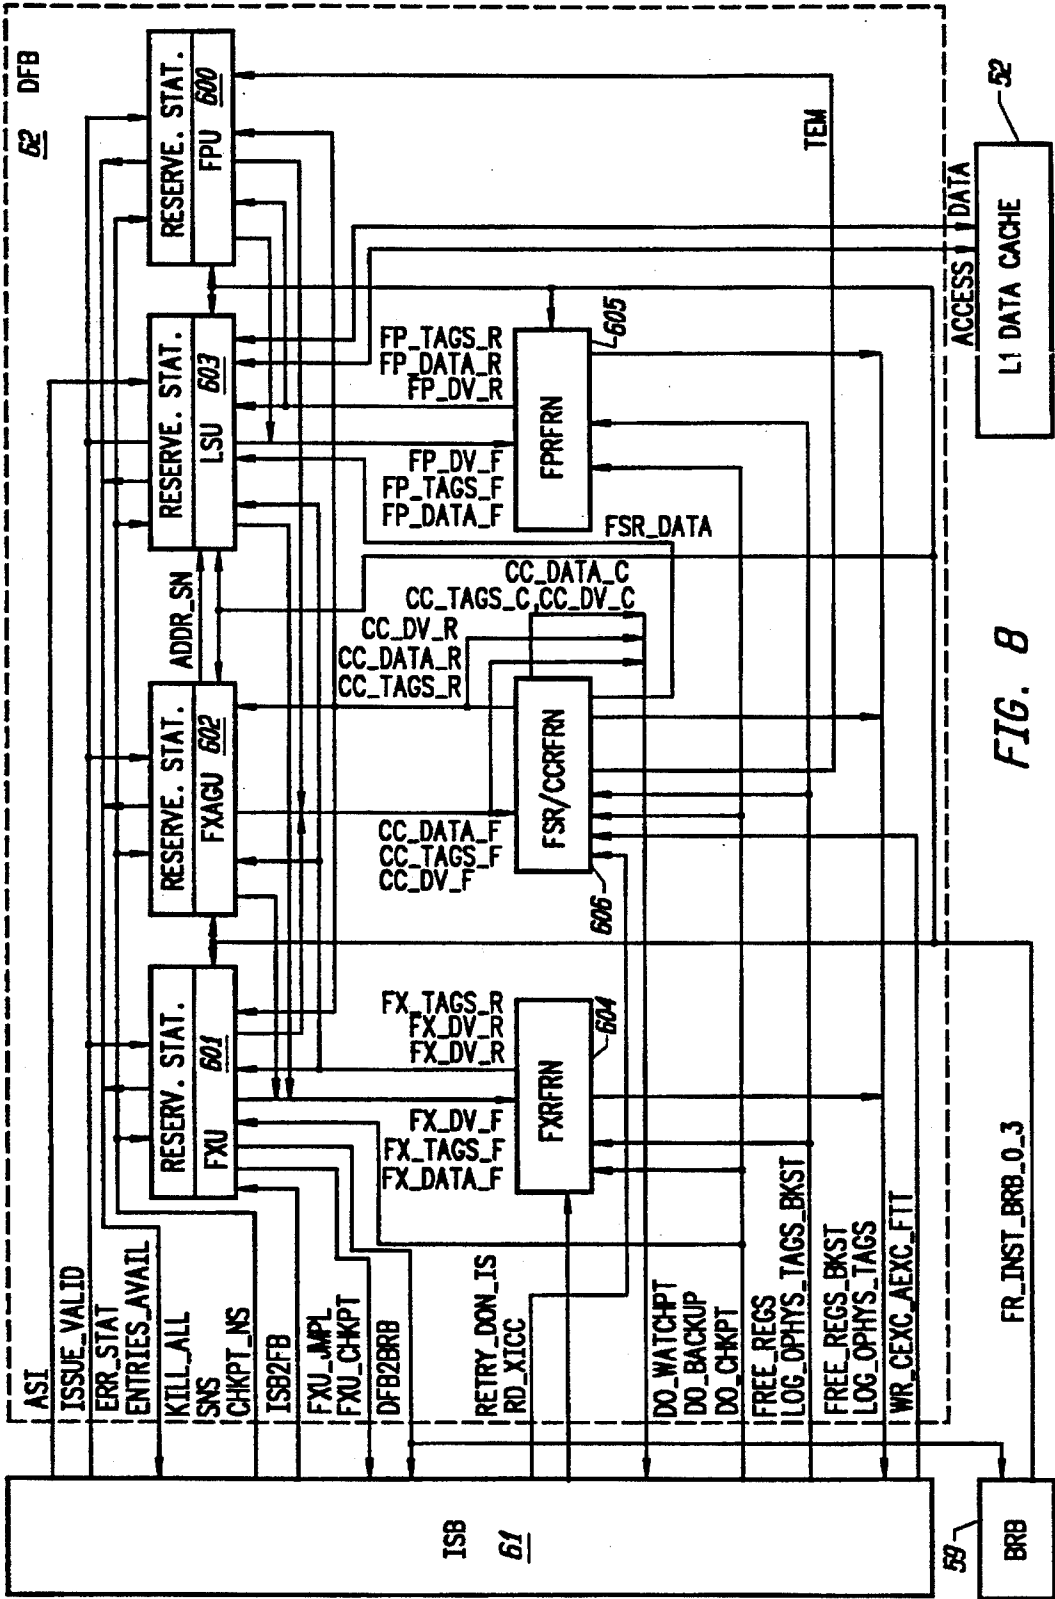 62 DFB
RESERV. STAT.
FXU 601
RESERVE. STAT.
FXAGU 602
RESERVE. STAT.
LSU 603
RESERVE. STAT.
FPU 600
ADDR_SN
ASI
ISSUE_VALID
ERR_STAT
ENTRIES_AVAIL
KILL_ALL
SNS
CHKPT_NS
ISB2FB
FXU_JMPL
FXU_CHKPT
DFB2BRB
RETRY_DON_IS
RD_XICC
DO_WATCHPT
DO_BACKUP
DO_CHKPT
FREE_REGS
LOG_OPHYS_TAGS_BKST
FREE_REGS_BKST
LOG_OPHYS_TAGS
WR_CEXC_AEXC_FTT
FR_INST_BRB_0_3
FX_TAGS_R
FX_DV_R
FX_DV_R
FX_DV_F
FX_TAGS_F
FX_DATA_F
FXRFRN
604
CC_DV_R
CC_DATA_R
CC_TAGS_R
CC_DATA_C
CC_TAGS_C,CC_DV_C
CC_DATA_F
CC_TAGS_F
CC_DV_F
FSR/CCRFRN
606
FSR_DATA
FP_TAGS_R
FP_DATA_R
FP_DV_R
FP_DV_F
FP_TAGS_F
FP_DATA_F
FPRFRN
605
TEM
ACCESS
DATA
L1 DATA CACHE
52
ISB
61
BRB
59
FIG. 8